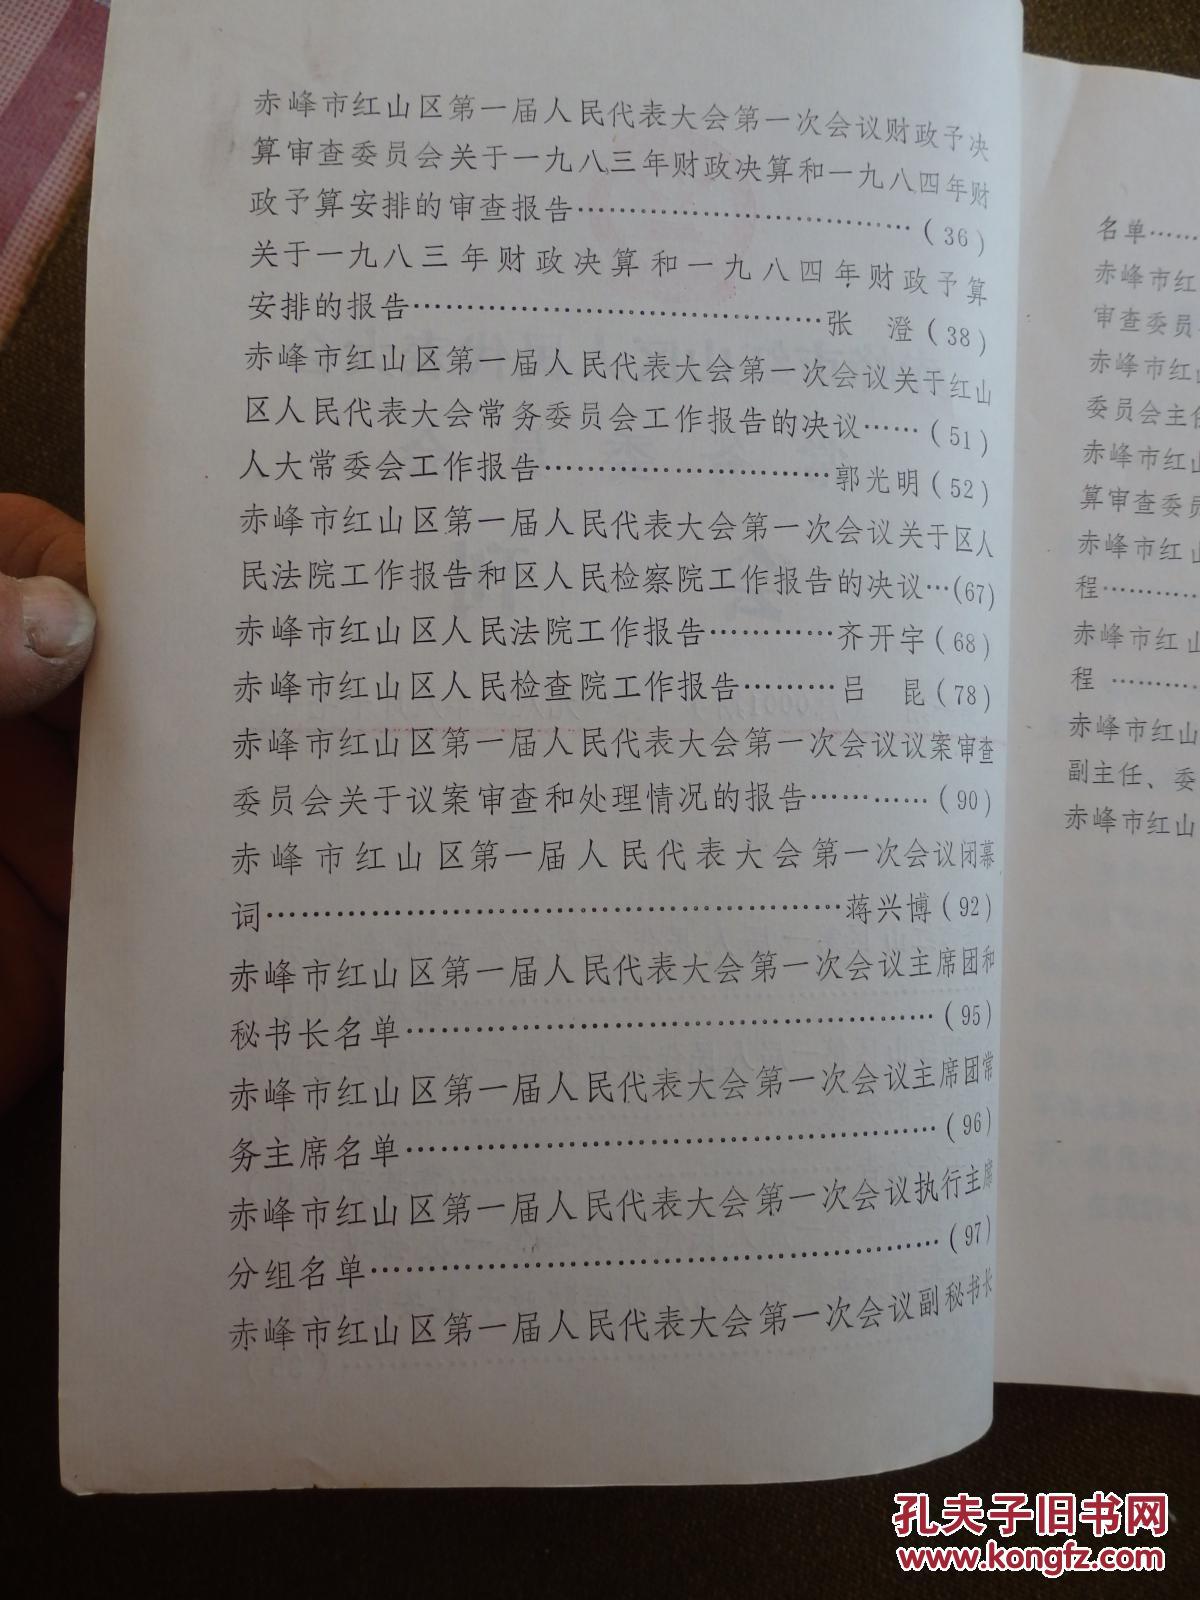 赤峰市红山区第一届人民代表大会第一次会议财政予决
算审查委员会关于一九八三年财政决算和一九八四年财
政予算安排的审查报告……………………………(36)
关于一九八三年财政决算和一九八四年财政予算
安排的报告……………………………………张　澄(38)
赤峰市红山区第一届人民代表大会第一次会议关于红山
区人民代表大会常务委员会工作报告的决议……(51)
人大常委会工作报告…………………………郭光明(52)
赤峰市红山区第一届人民代表大会第一次会议关于区人
民法院工作报告和区人民检察院工作报告的决议…(67)
赤峰市红山区人民法院工作报告…………齐开宇(68)
赤峰市红山区人民检查院工作报告………吕　昆(78)
赤峰市红山区第一届人民代表大会第一次会议议案审查
委员会关于议案审查和处理情况的报告…………(90)
赤峰市红山区第一届人民代表大会第一次会议闭幕
词……………………………………………………蒋兴博(92)
赤峰市红山区第一届人民代表大会第一次会议主席团和
秘书长名单………………………………………………(95)
赤峰市红山区第一届人民代表大会第一次会议主席团常
务主席名单………………………………………………(96)
赤峰市红山区第一届人民代表大会第一次会议执行主席
分组名单…………………………………………………(97)
赤峰市红山区第一届人民代表大会第一次会议副秘书长
名单……
赤峰市红
审查委员
赤峰市红山
委员会主任
赤峰市红山
算审查委员
赤峰市红山
程…………
赤峰市红山
程…………
赤峰市红山
副主任、委
赤峰市红山
孔夫子旧书网
www.kongfz.com